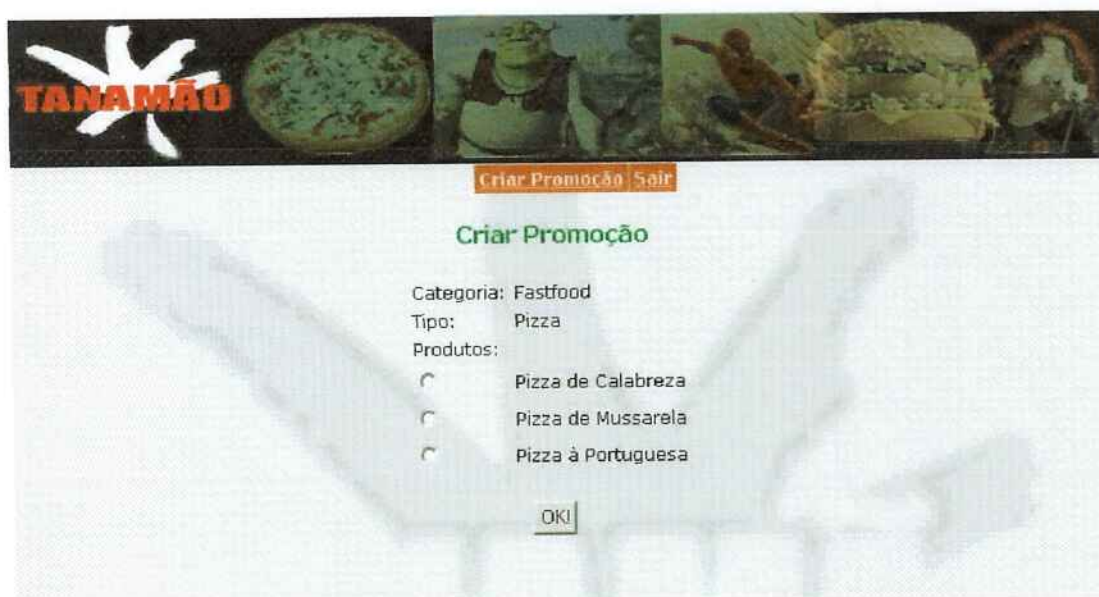 TANAMÃO
Criar Promoção Sair
Criar Promoção
Categoria: Fastfood
Tipo: Pizza
Produtos:
Pizza de Calabreza
Pizza de Mussarela
Pizza à Portuguesa
OK!